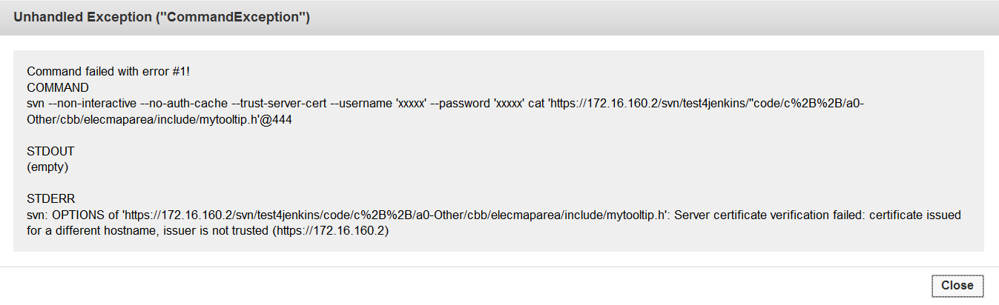 Unhandled Exception ("CommandException")
Command failed with error #1!
COMMAND
svn --non-interactive --no-auth-cache --trust-server-cert --username 'xxxxx' --password 'xxxxx' cat 'https://172.16.160.2/svn/test4jenkins/''code/c%2B%2B/a0-
Other/cbb/elecmaparea/include/mytooltip.h'@444
STDOUT
(empty)
STDERR
svn: OPTIONS of 'https://172.16.160.2/svn/test4jenkins/code/c%2B%2B/a0-Other/cbb/elecmaparea/include/mytooltip.h': Server certificate verification failed: certificate issued
for a different hostname, issuer is not trusted (https://172.16.160.2)
Close